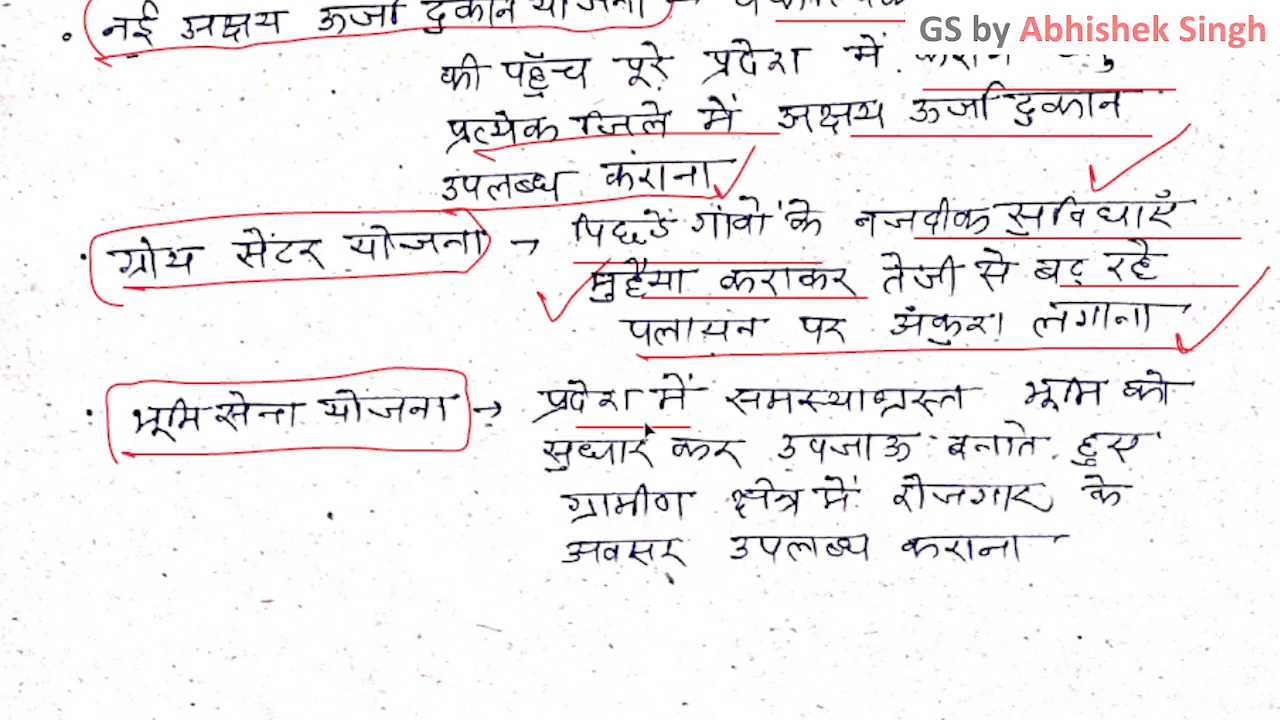 GS by Abhishek Singh
नई अक्षय ऊर्जा दुकान योजना →
की पहुँच पूरे प्रदेश में
प्रत्येक जिले में अक्षय ऊर्जा दुकान
उपलब्ध कराना
ग्रोथ सेंटर योजना → पिछड़े गांवों के नजदीक सुविधाएँ
मुहैया कराकर तेजी से बढ़ रहे
पलायन पर अंकुश लगाना
भूमि सेना योजना → प्रदेश में समस्याग्रस्त भूमि को
सुधार कर उपजाऊ बनाते हुए
ग्रामीण क्षेत्र में रोजगार के
अवसर उपलब्ध कराना